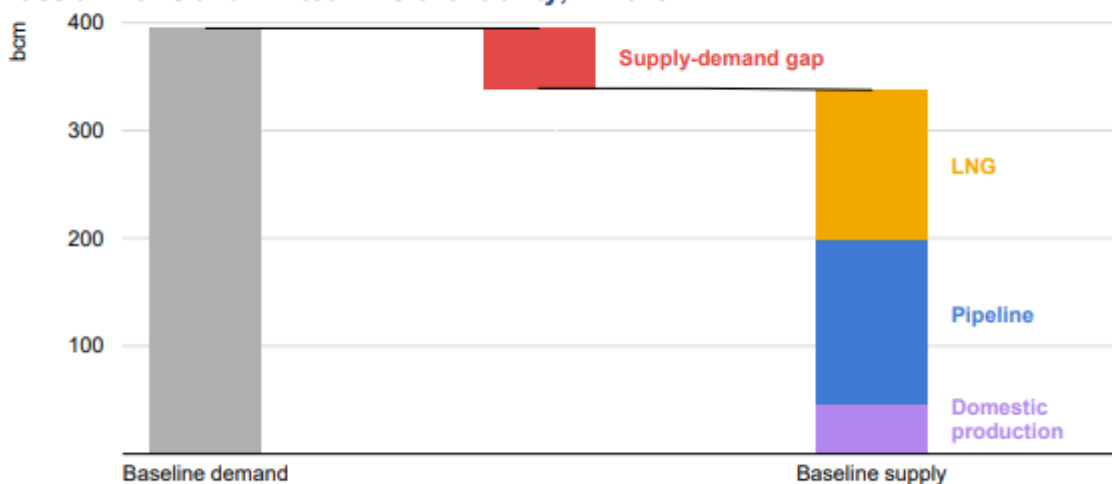 bcm
400
Supply-demand gap
300
LNG
200
Pipeline
100
Domestic
production
Baseline demand
Baseline supply